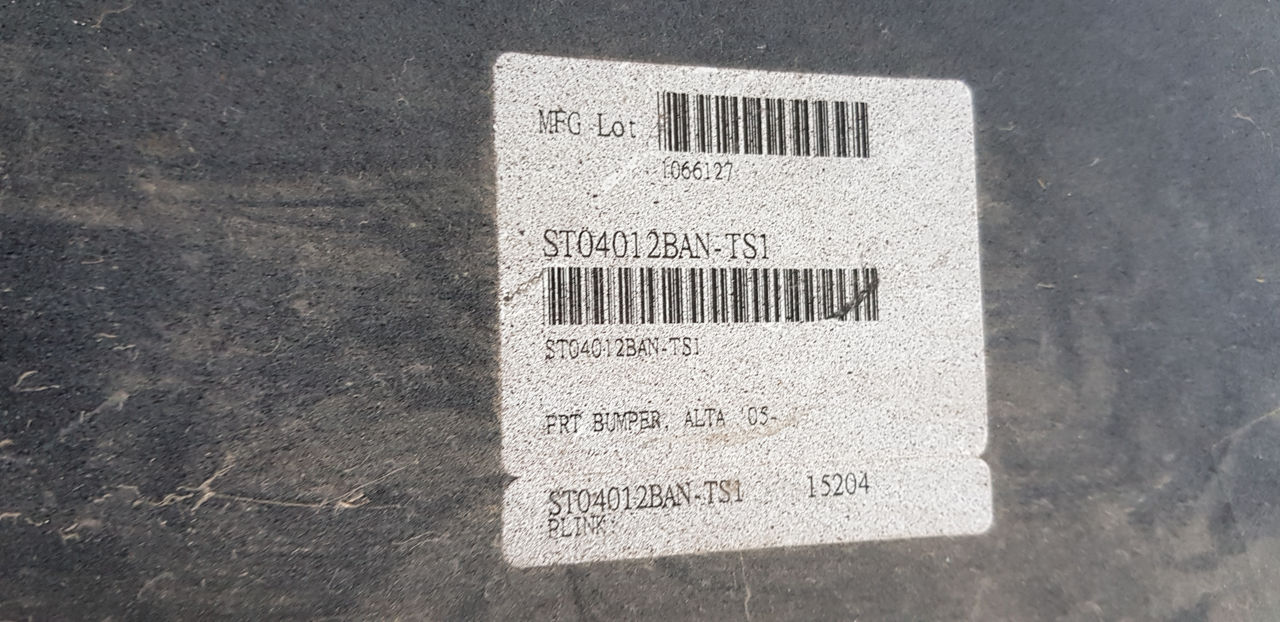 MFG Lot
1066127
ST04012BAN-TS1
ST04012BAN-TS1
FRT BUMPER, ALTA '05-
ST04012BAN-TS1 15204
BLINK: